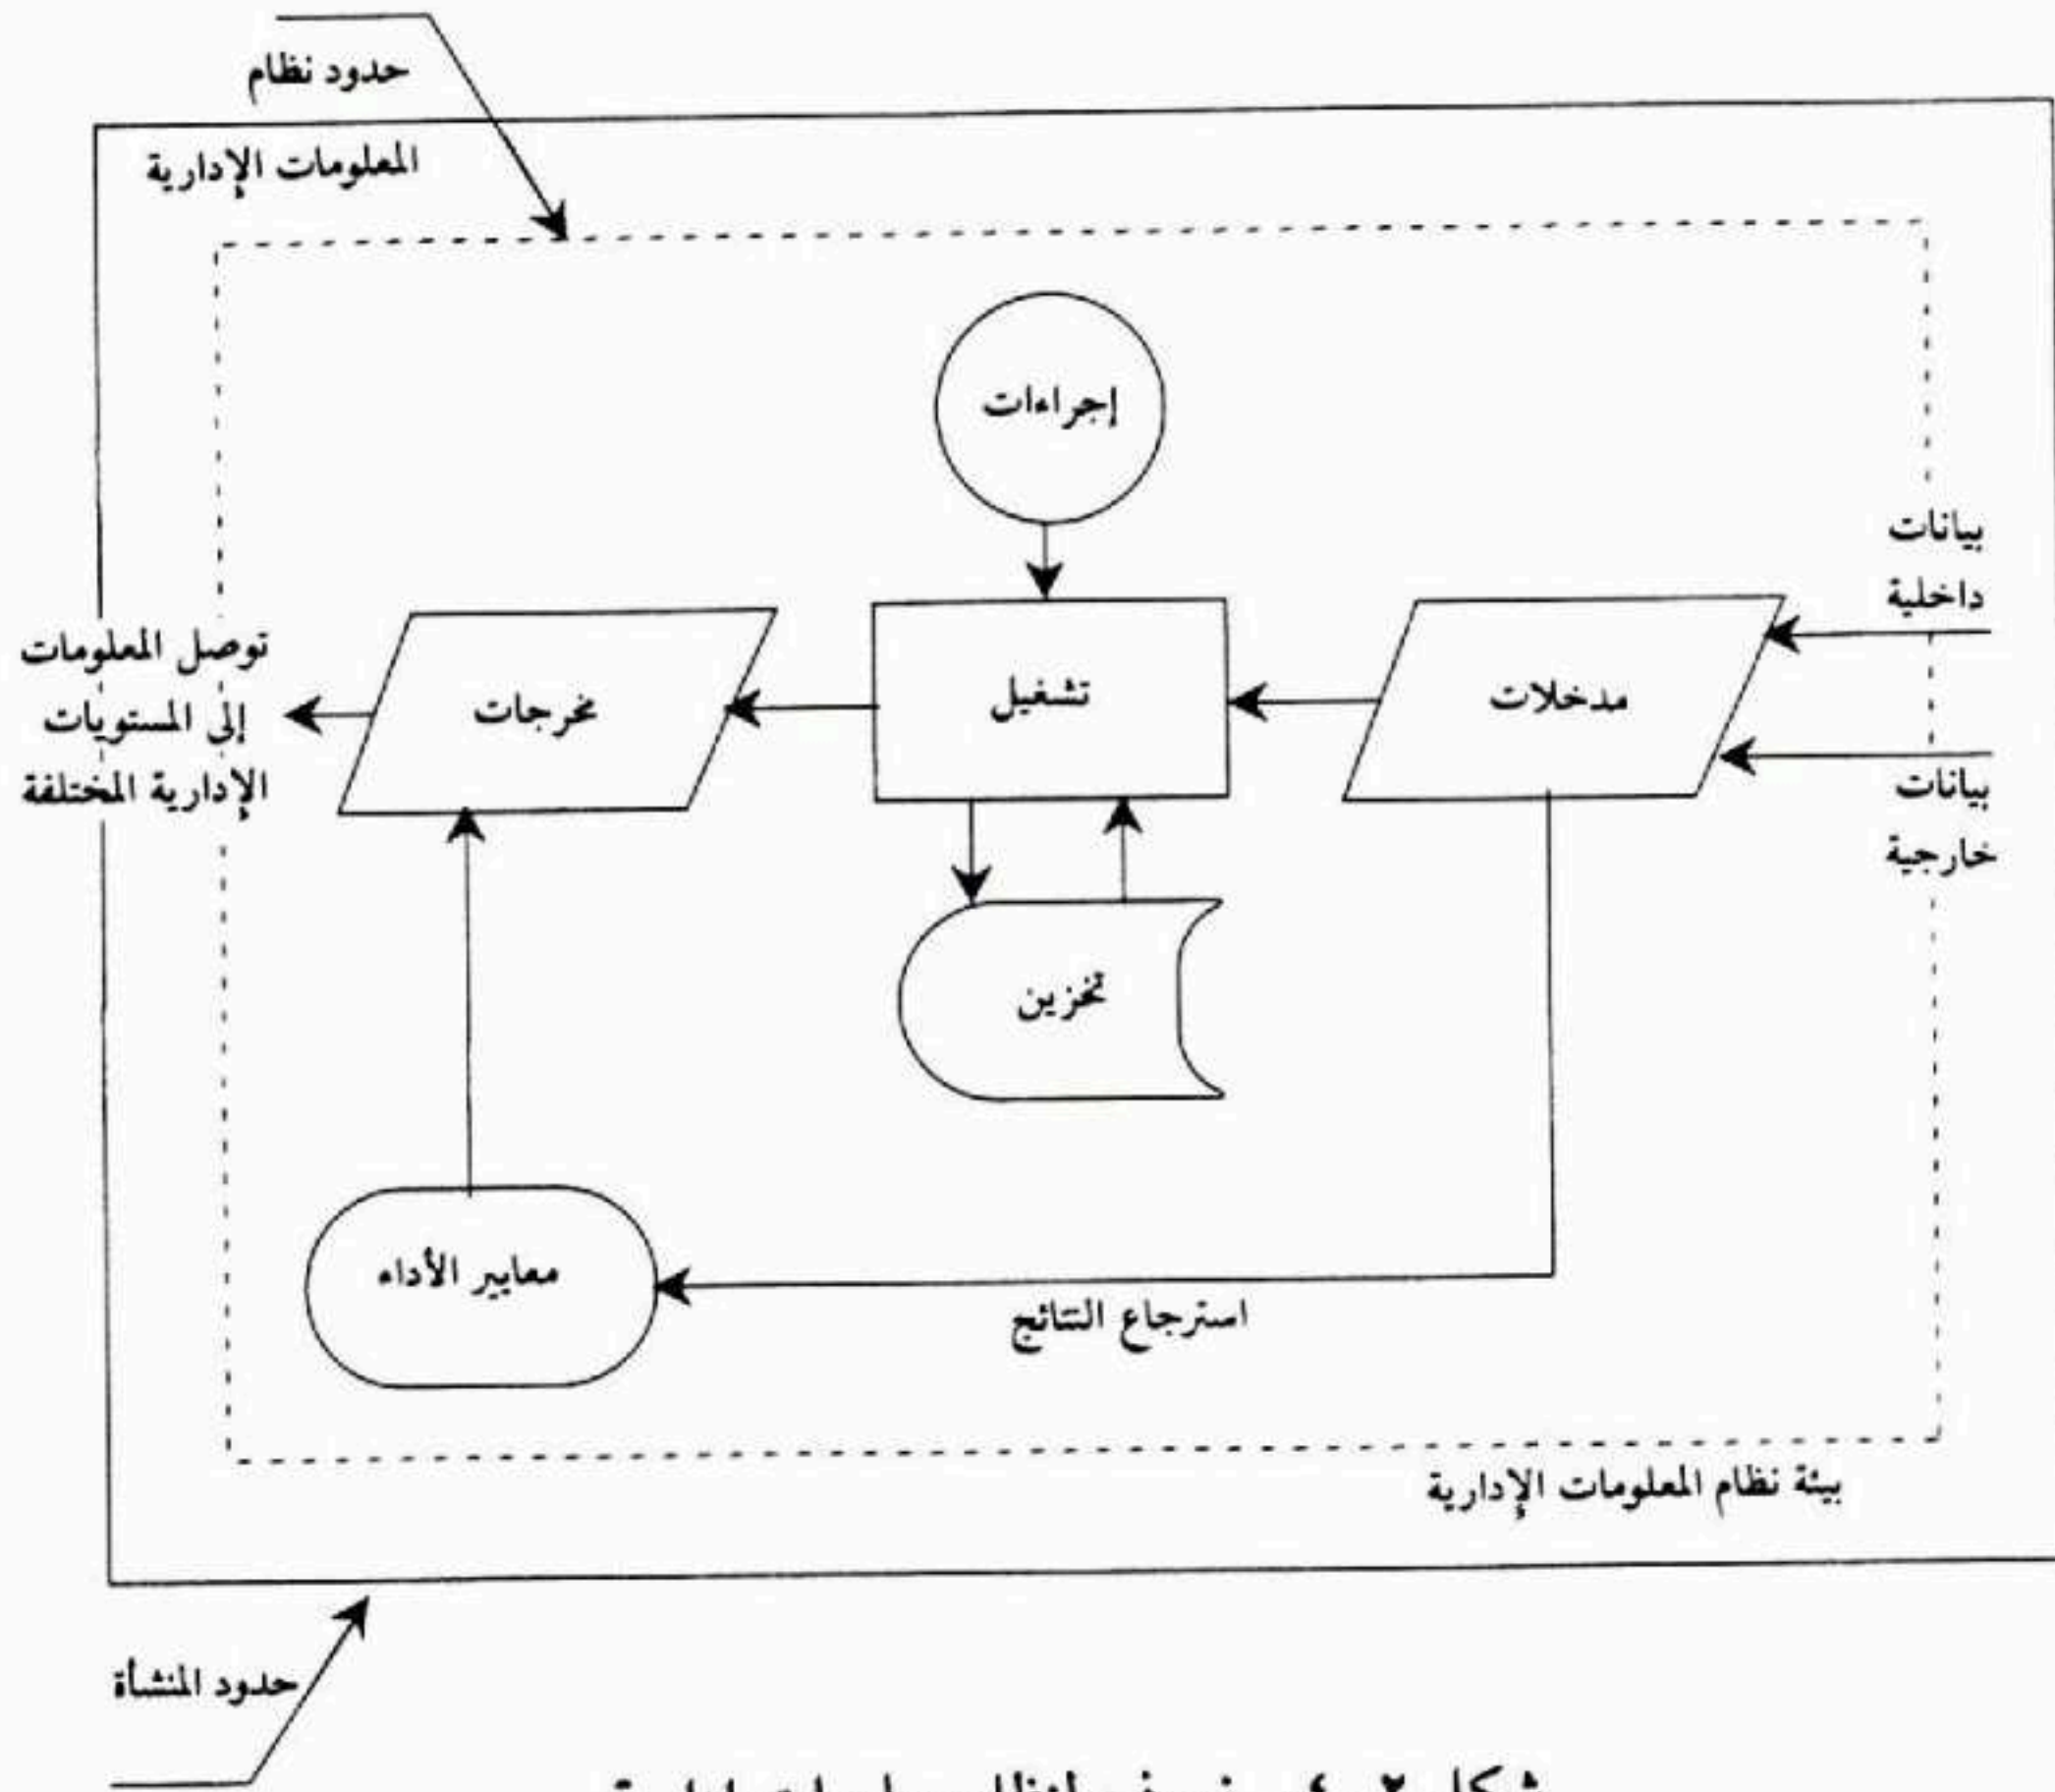 حدود نظام
المعلومات الإدارية
إجراءات
بيانات
داخلية
مدخلات
تشغيل
مخرجات
توصل المعلومات
إلى المستويات
الإدارية المختلفة
بيانات
خارجية
تخزين
معايير الأداء
استرجاع النتائج
بيئة نظام المعلومات الإدارية
حدود المنشأة